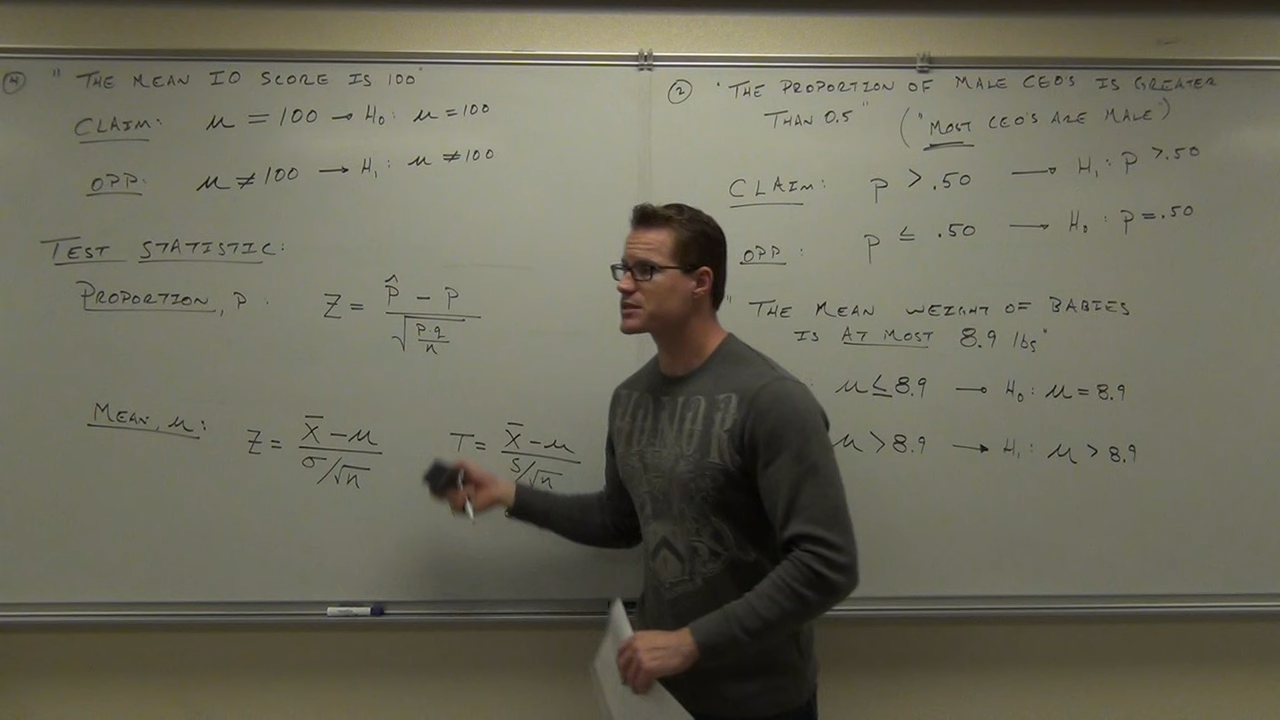 ④ " THE MEAN IQ SCORE IS 100"
CLAIM: μ = 100 → H₀: μ = 100
OPP: μ ≠ 100 → H₁: μ ≠ 100
TEST STATISTIC:
PROPORTION, P : Z = p̂ - p / √(p·q/n)
MEAN, μ: Z = x̄ - μ / σ/√n T = x̄ - μ / s/√n
② "THE PROPORTION OF MALE CEO'S IS GREATER
THAN 0.5" ("MOST CEO'S ARE MALE")
CLAIM: P > .50 → H₁: P > .50
OPP: P ≤ .50 → H₀: P = .50
" THE MEAN WEIGHT OF BABIES
IS AT MOST 8.9 lbs"
: μ ≤ 8.9 → H₀: μ = 8.9
μ > 8.9 → H₁: μ > 8.9
HONOR